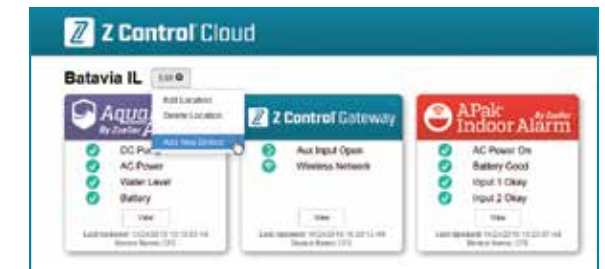 Z Control Cloud
Batavia IL Edit
Edit Location
Delete Location
Add New Device
Aqua
By Zoeller
DC Pump
AC Power
Water Level
Battery
View
Z Control Gateway
Aux Input Open
Wireless Network
View
APak By Zoeller
Indoor Alarm
AC Power On
Battery Good
Input 1 Okay
Input 2 Okay
View